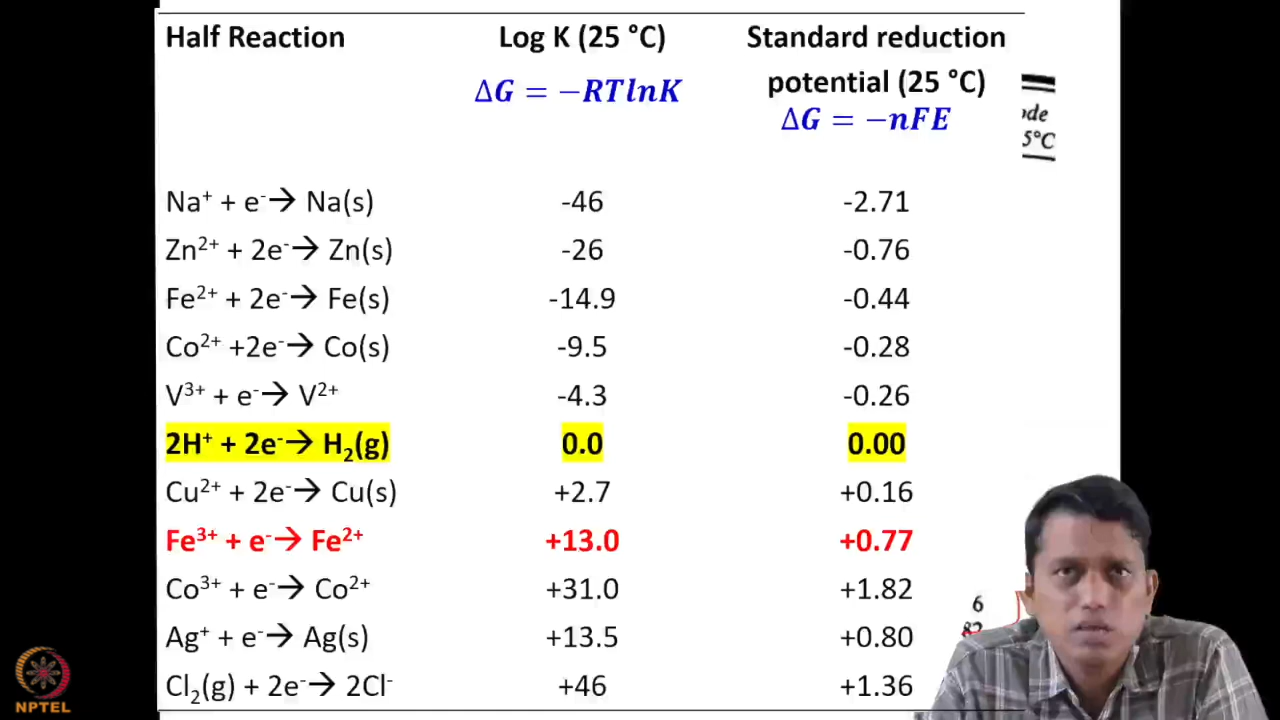 Half Reaction Log K (25 °C) Standard reduction
potential (25 °C)
ΔG = −RTlnK ΔG = −nFE
5°C
Na⁺ + e⁻→ Na(s) -46 -2.71
Zn²⁺ + 2e⁻→ Zn(s) -26 -0.76
Fe²⁺ + 2e⁻→ Fe(s) -14.9 -0.44
Co²⁺ +2e⁻→ Co(s) -9.5 -0.28
V³⁺ + e⁻→ V²⁺ -4.3 -0.26
2H⁺ + 2e⁻→ H₂(g) 0.0 0.00
Cu²⁺ + 2e⁻→ Cu(s) +2.7 +0.16
Fe³⁺ + e⁻→ Fe²⁺ +13.0 +0.77
Co³⁺ + e⁻→ Co²⁺ +31.0 +1.82
6
Ag⁺ + e⁻→ Ag(s) +13.5 +0.80
Cl₂(g) + 2e⁻→ 2Cl⁻ +46 +1.36
NPTEL